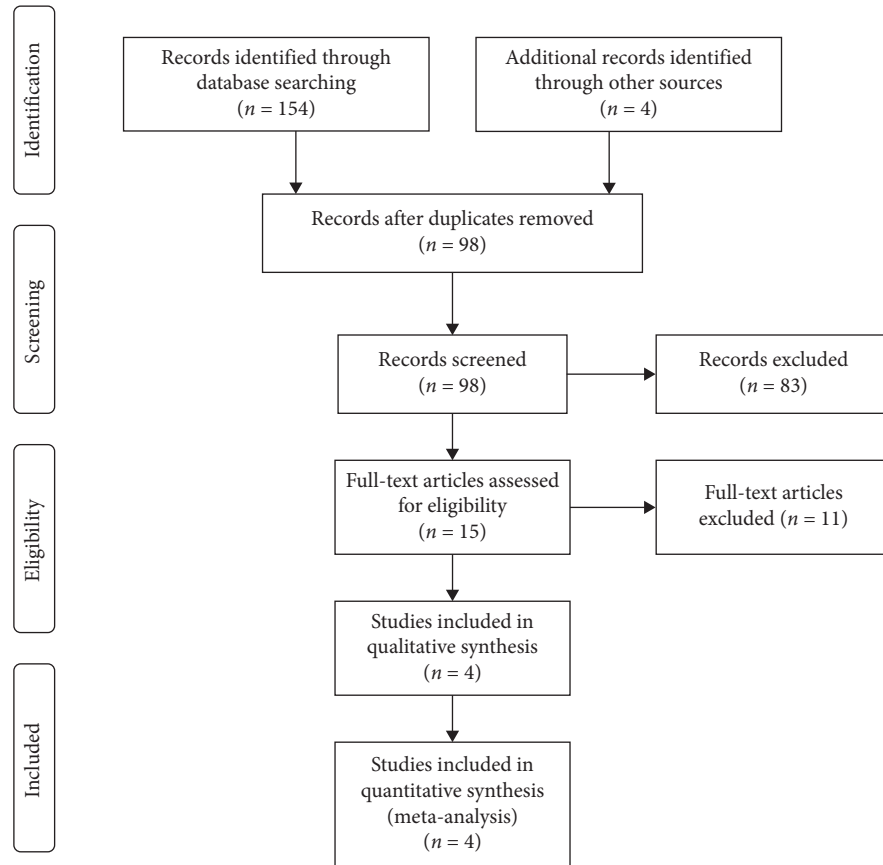 Identification
Records identified through
database searching
(n = 154)
Additional records identified
through other sources
(n = 4)
Records after duplicates removed
(n = 98)
Screening
Records screened
(n = 98)
Records excluded
(n = 83)
Eligibility
Full-text articles assessed
for eligibility
(n = 15)
Full-text articles
excluded (n = 11)
Studies included in
qualitative synthesis
(n = 4)
Included
Studies included in
quantitative synthesis
(meta-analysis)
(n = 4)